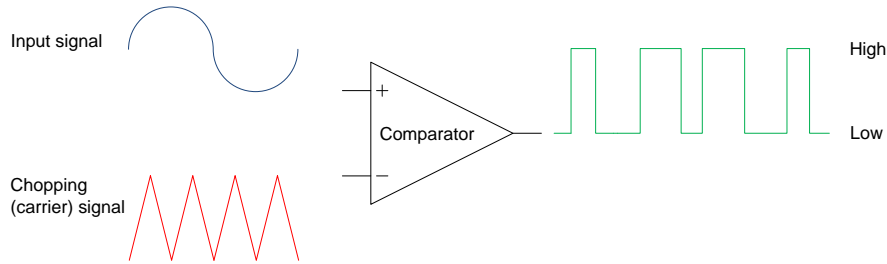 Input signal
High
+
Comparator
Low
−
Chopping
(carrier) signal